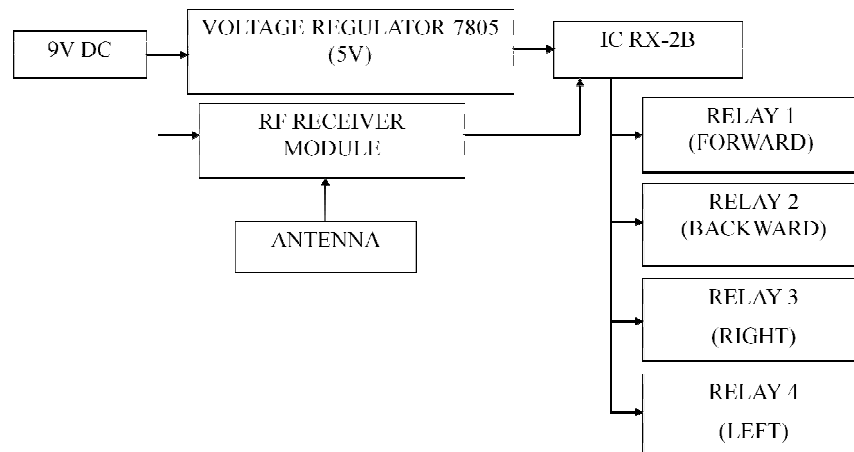 9V DC
VOLTAGE REGULATOR 7805
(5V)
IC RX-2B
RF RECEIVER
MODULE
ANTENNA
RELAY 1
(FORWARD)
RELAY 2
(BACKWARD)
RELAY 3
(RIGHT)
RELAY 4
(LEFT)